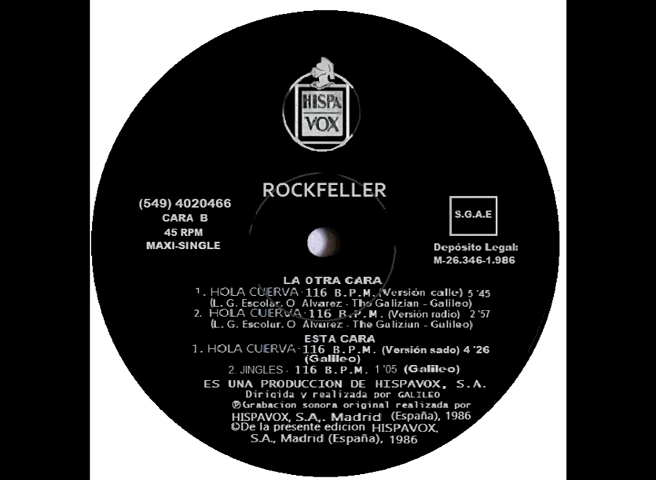 HISPA
VOX
ROCKFELLER
(549) 4020466
CARA B
45 RPM
MAXI-SINGLE
S.G.A.E
Depósito Legal:
M-26.346-1.986
LA OTRA CARA
1. HOLA CUERVA · 116 B.P.M. (Versión calle) 5'45
(L. G. Escolar. O Alvarez - The Galizian - Galileo)
2. HOLA CUERVA · 116 B.P.M. (Versión radio) 2'57
(L. G. Escolar. O Alvarez - The Galizian - Galileo)
ESTA CARA
1. HOLA CUERVA · 116 B.P.M. (Versión sado) 4'26
(Galileo)
2. JINGLES - 116 B.P.M. 1'05 (Galileo)
ES UNA PRODUCCION DE HISPAVOX, S.A.
Dirigida y realizada por GALILEO
℗Grabacion sonora original realizada por
HISPAVOX, S.A,. Madrid (España), 1986
©De la presente edicion HISPAVOX,
S.A., Madrid (España), 1986